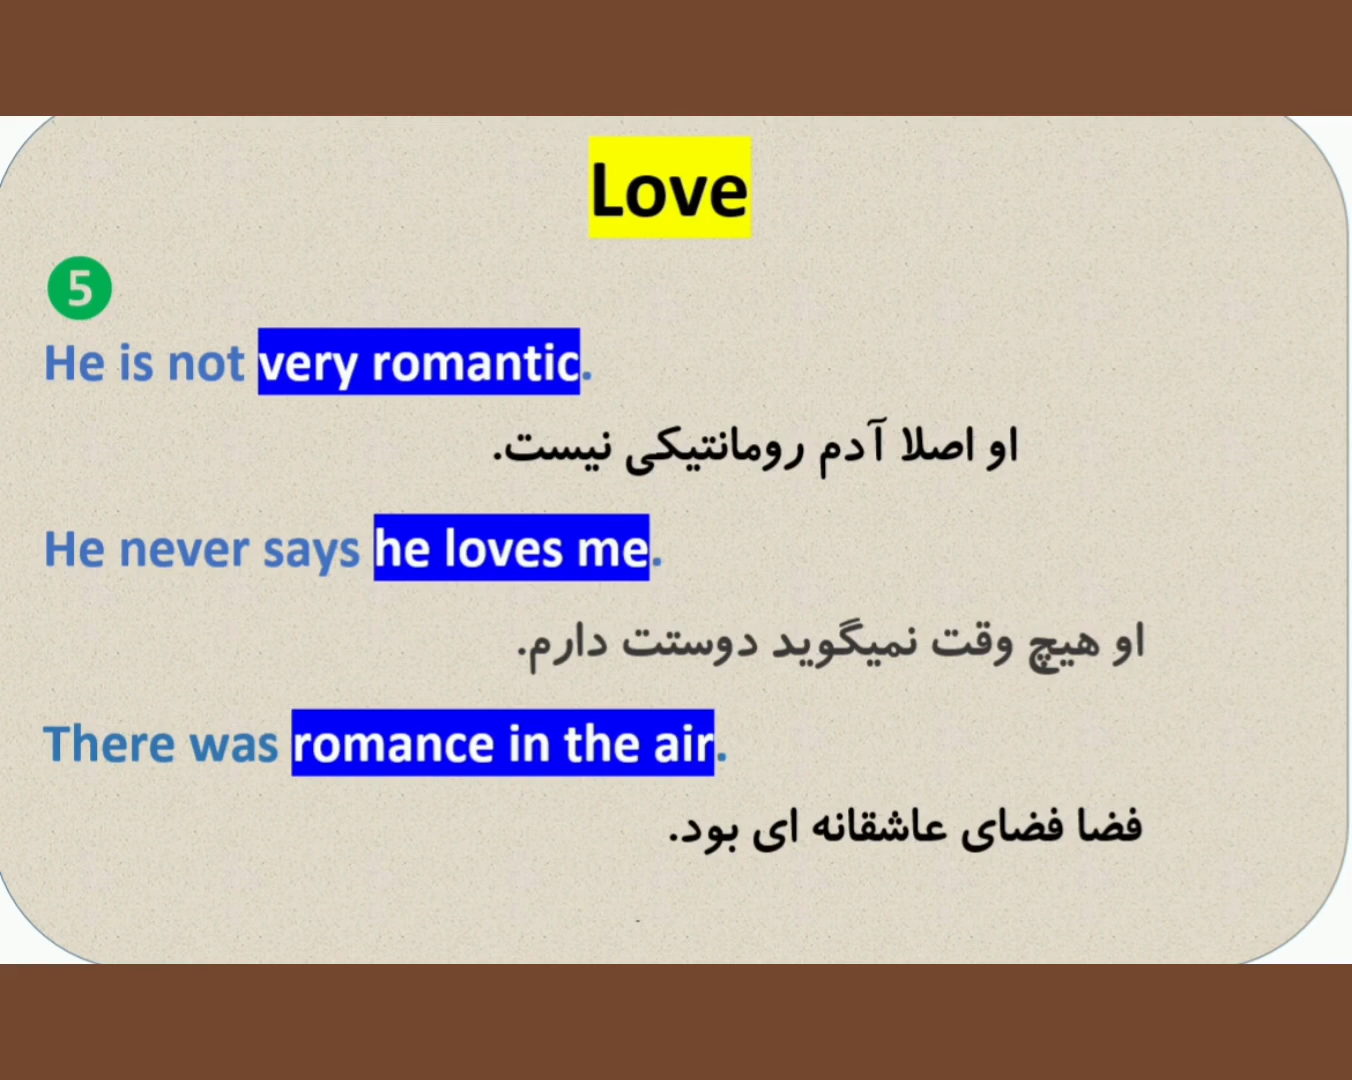 Love
5
He is not very romantic.
او اصلا آدم رومانتیکی نیست.
He never says he loves me.
او هیچ وقت نمیگوید دوستت دارم.
There was romance in the air.
فضا فضای عاشقانه ای بود.